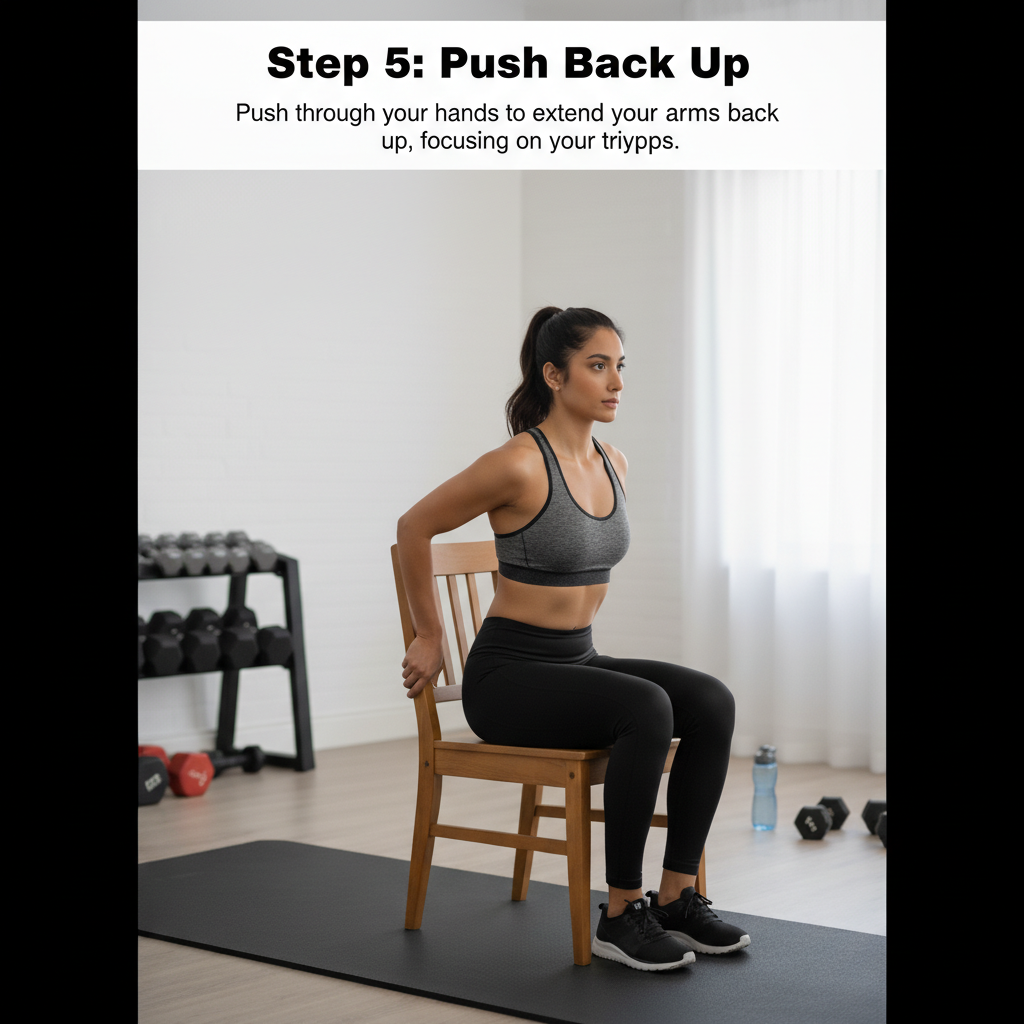 Step 5: Push Back Up
Push through your hands to extend your arms back
up, focusing on your triypps.